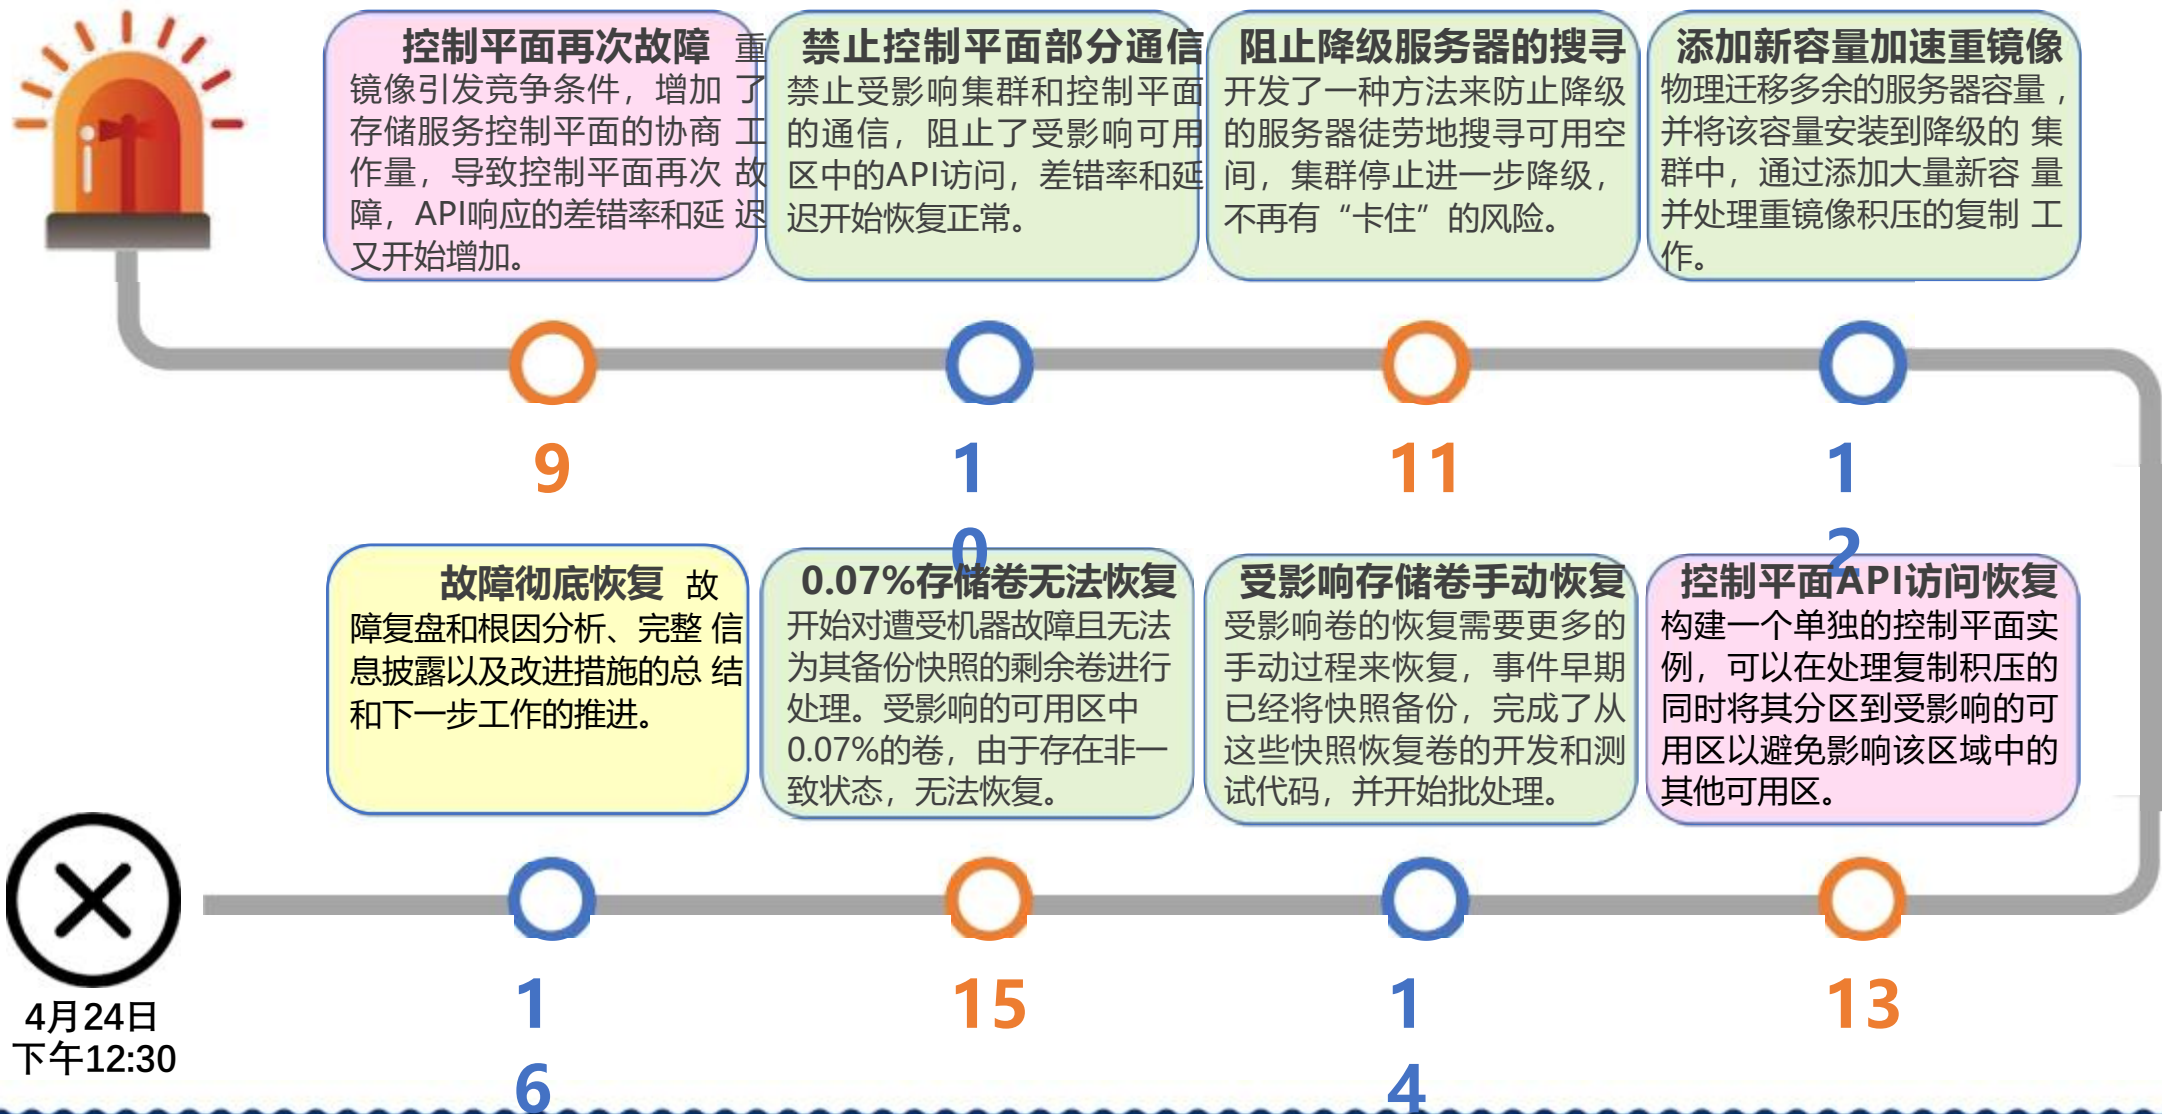 控制平面再次故障 重
镜像引发竞争条件，增加 了
存储服务控制平面的协商 工
作量，导致控制平面再次 故
障，API响应的差错率和延 迟
又开始增加。
禁止控制平面部分通信
禁止受影响集群和控制平面
的通信，阻止了受影响可用
区中的API访问，差错率和延
迟开始恢复正常。
阻止降级服务器的搜寻
开发了一种方法来防止降级
的服务器徒劳地搜寻可用空
间，集群停止进一步降级，
不再有“卡住”的风险。
添加新容量加速重镜像
物理迁移多余的服务器容量，
并将该容量安装到降级的 集
群中，通过添加大量新容 量
并处理重镜像积压的复制 工
作。
9
1
0
11
1
2
故障彻底恢复 故
障复盘和根因分析、完整 信
息披露以及改进措施的总 结
和下一步工作的推进。
0.07%存储卷无法恢复
开始对遭受机器故障且无法
为其备份快照的剩余卷进行
处理。受影响的可用区中
0.07%的卷，由于存在非一
致状态，无法恢复。
受影响存储卷手动恢复
受影响卷的恢复需要更多的
手动过程来恢复，事件早期
已经将快照备份，完成了从
这些快照恢复卷的开发和测
试代码，并开始批处理。
控制平面API访问恢复
构建一个单独的控制平面实
例，可以在处理复制积压的
同时将其分区到受影响的可
用区以避免影响该区域中的
其他可用区。
4月24日
下午12:30
1
6
15
1
4
13